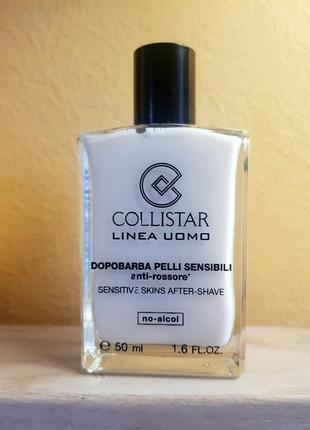 COLLISTAR
LINEA UOMO
DOPOBARBA PELLI SENSIBILI
anti-rossore*
SENSITIVE SKINS AFTER-SHAVE
no-alcol
e 50 ml 1.6 FL.OZ.